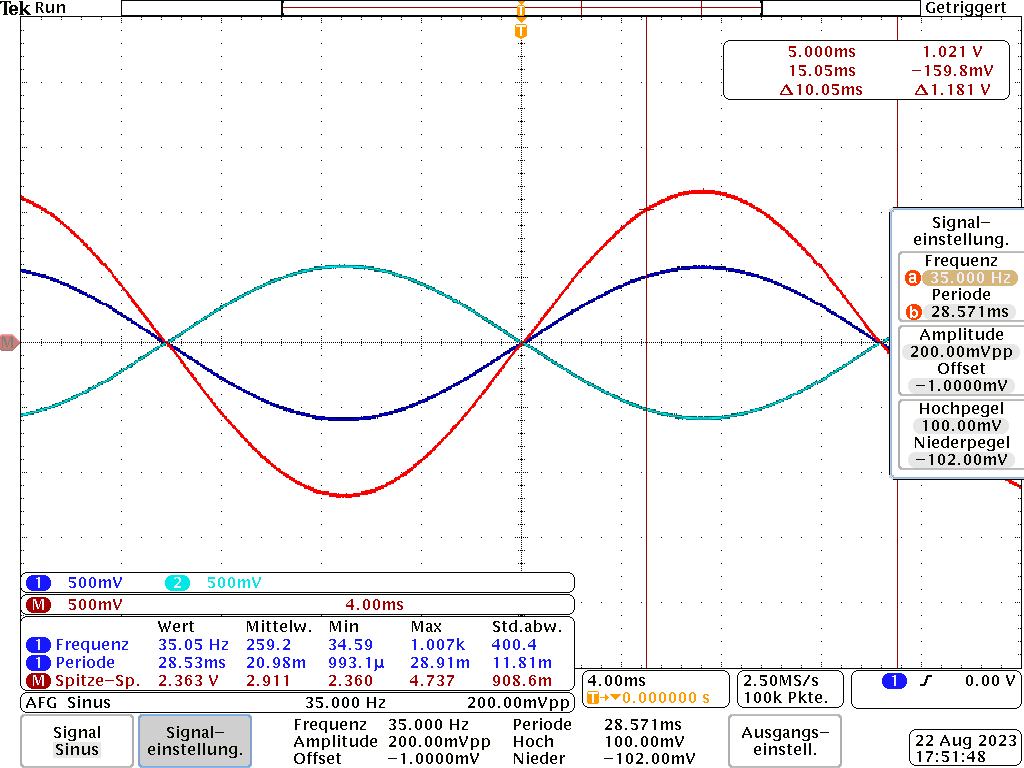 Tek Run
Getriggert
T
T
5.000ms 1.021 V
15.05ms −159.8mV
Δ10.05ms Δ1.181 V
M
Signal−
einstellung.
Frequenz
a 35.000 Hz
Periode
b 28.571ms
Amplitude
200.00mVpp
Offset
−1.0000mV
Hochpegel
100.00mV
Niederpegel
−102.00mV
1 500mV 2 500mV
M 500mV 4.00ms
Wert Mittelw. Min Max Std.abw.
1 Frequenz 35.05 Hz 259.2 34.59 1.007k 400.4
1 Periode 28.53ms 20.98m 993.1µ 28.91m 11.81m
M Spitze−Sp. 2.363 V 2.911 2.360 4.737 908.6m
4.00ms
T→▼0.000000 s
2.50MS/s
100k Pkte.
1 ƒ 0.00 V
AFG Sinus 35.000 Hz 200.00mVpp
Signal
Sinus
Signal−
einstellung.
Frequenz 35.000 Hz Periode 28.571ms
Amplitude 200.00mVpp Hoch 100.00mV
Offset −1.0000mV Nieder −102.00mV
Ausgangs−
einstell.
22 Aug 2023
17:51:48